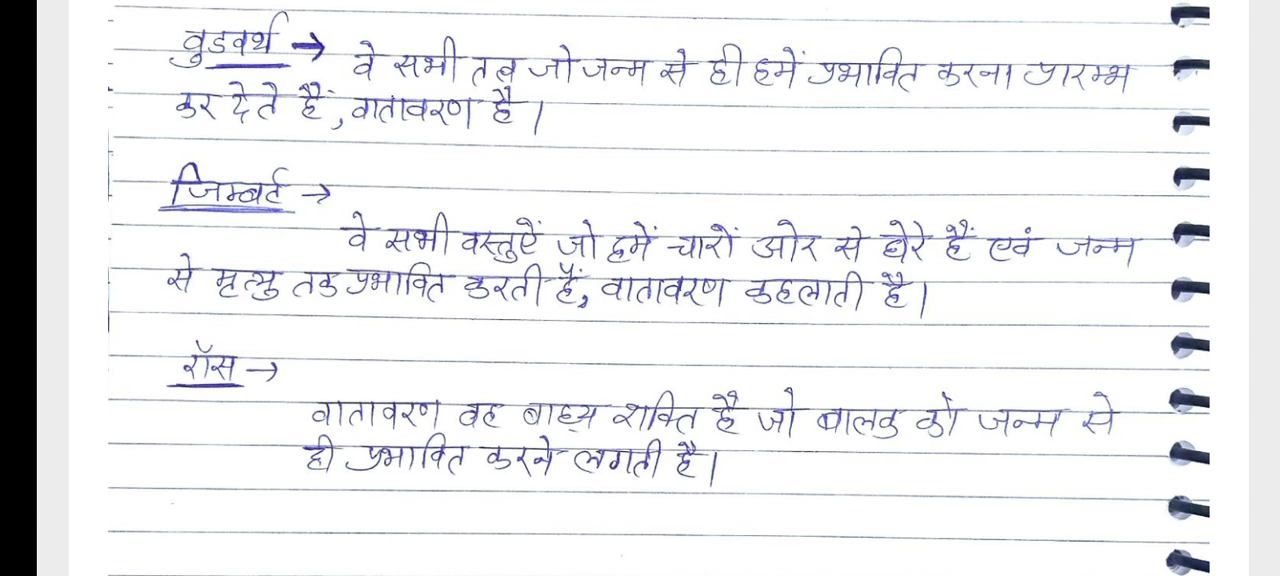 वुडवर्थ → वे सभी तत्व जो जन्म से ही हमें प्रभावित करना प्रारम्भ
कर देते हैं, वातावरण है।
जिम्बर्ट →
वे सभी वस्तुऐं जो हमें चारों ओर से घेरे हैं एवं जन्म
से मृत्यु तक प्रभावित करती हैं, वातावरण कहलाती है।
रॉस →
वातावरण वह बाह्य शक्ति है जो बालक को जन्म से
ही प्रभावित करने लगती है।